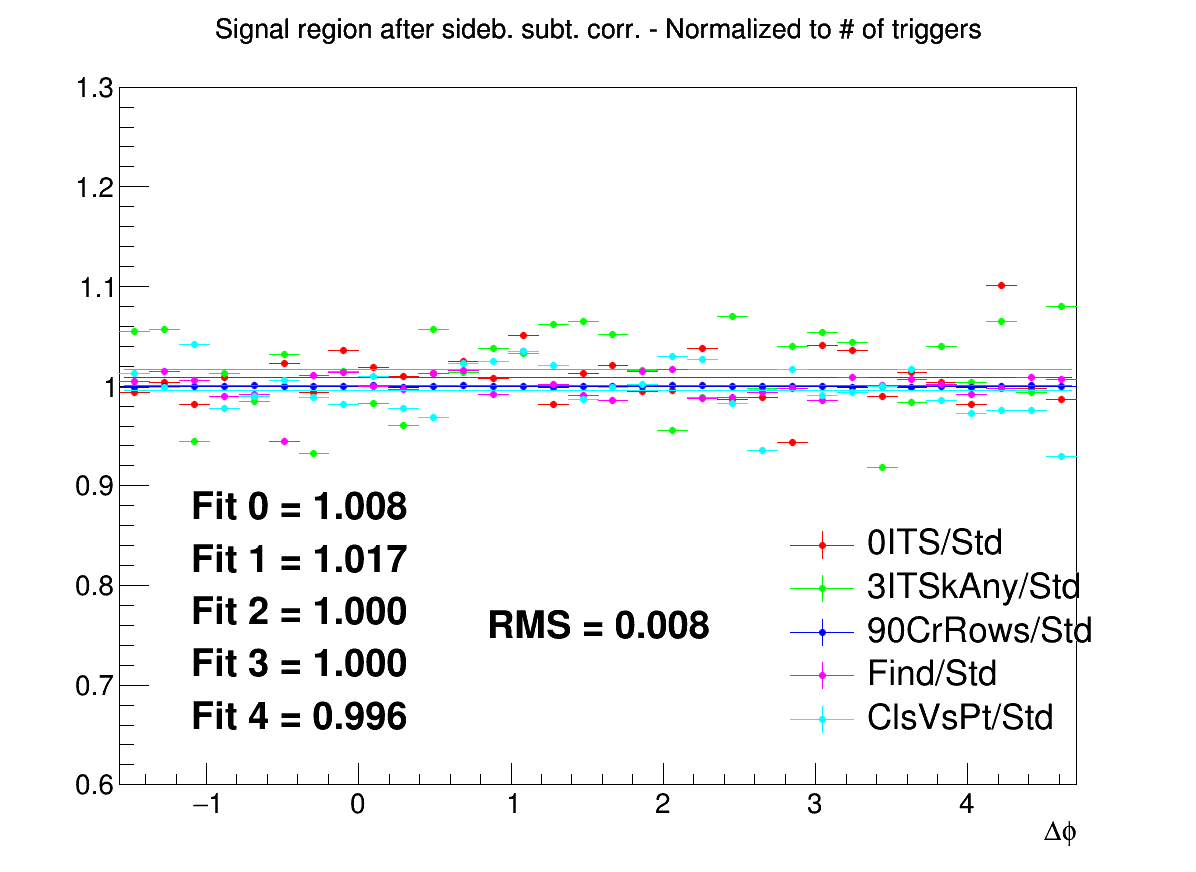 Signal region after sideb. subt. corr. - Normalized to # of triggers
1.3
1.2
1.1
1
0.9
0.8
0.7
0.6
Fit 0 = 1.008
Fit 1 = 1.017
Fit 2 = 1.000
Fit 3 = 1.000
Fit 4 = 0.996
RMS = 0.008
0ITS/Std
3ITSkAny/Std
90CrRows/Std
Find/Std
ClsVsPt/Std
−1 0 1 2 3 4
Δφ